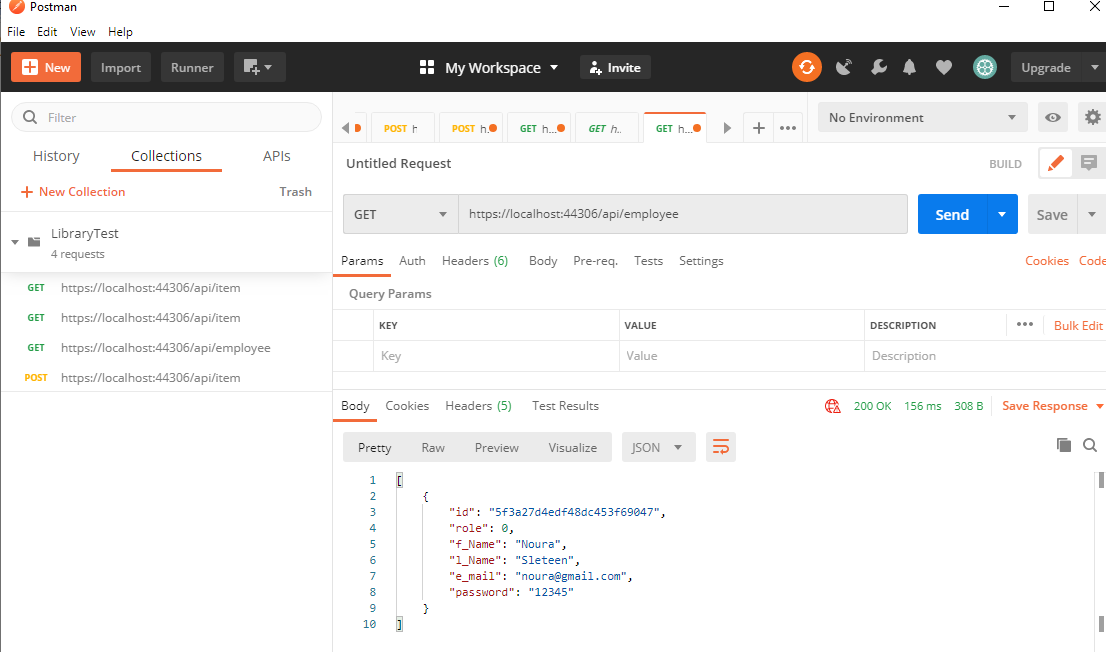 Postman
File Edit View Help
New Import Runner My Workspace Invite Upgrade
Filter
History Collections APIs
New Collection Trash
LibraryTest
4 requests
GET https://localhost:44306/api/item
GET https://localhost:44306/api/item
GET https://localhost:44306/api/employee
POST https://localhost:44306/api/item
POST h POST h. GET h... GET h.. GET h...
No Environment
Untitled Request BUILD
GET https://localhost:44306/api/employee Send Save
Params Auth Headers (6) Body Pre-req. Tests Settings Cookies Code
Query Params
KEY VALUE DESCRIPTION Bulk Edit
Key Value Description
Body Cookies Headers (5) Test Results 200 OK 156 ms 308 B Save Response
Pretty Raw Preview Visualize JSON
1 [
2 {
3 "id": "5f3a27d4edf48dc453f69047",
4 "role": 0,
5 "f_Name": "Noura",
6 "l_Name": "Sleteen",
7 "e_mail": "noura@gmail.com",
8 "password": "12345"
9 }
10 ]